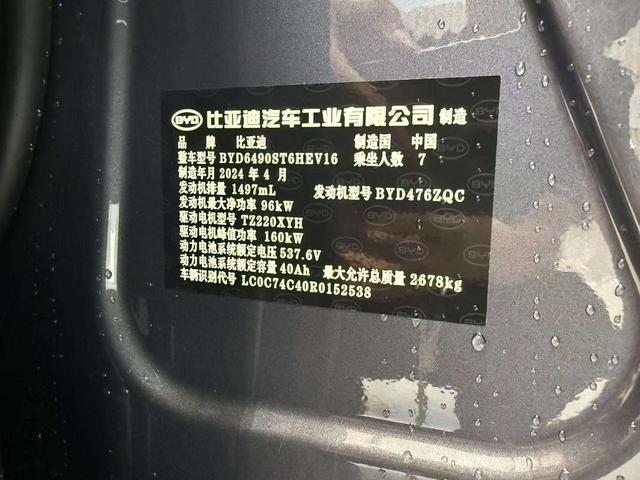 BYD 比亚迪汽车工业有限公司 制造
品 牌 比亚迪 制造国 中国
整车型号 BYD6490ST6HEV16 乘坐人数 7
制造年月 2024 年 4 月
发动机排量 1497mL 发动机型号 BYD476ZQC
发动机最大净功率 96kW
驱动电机型号 TZ220XYH
驱动电机峰值功率 160kW
动力电池系统额定电压 537.6V
动力电池系统额定容量 40Ah 最大允许总质量 2678kg
车辆识别代号 LC0C74C40R0152538